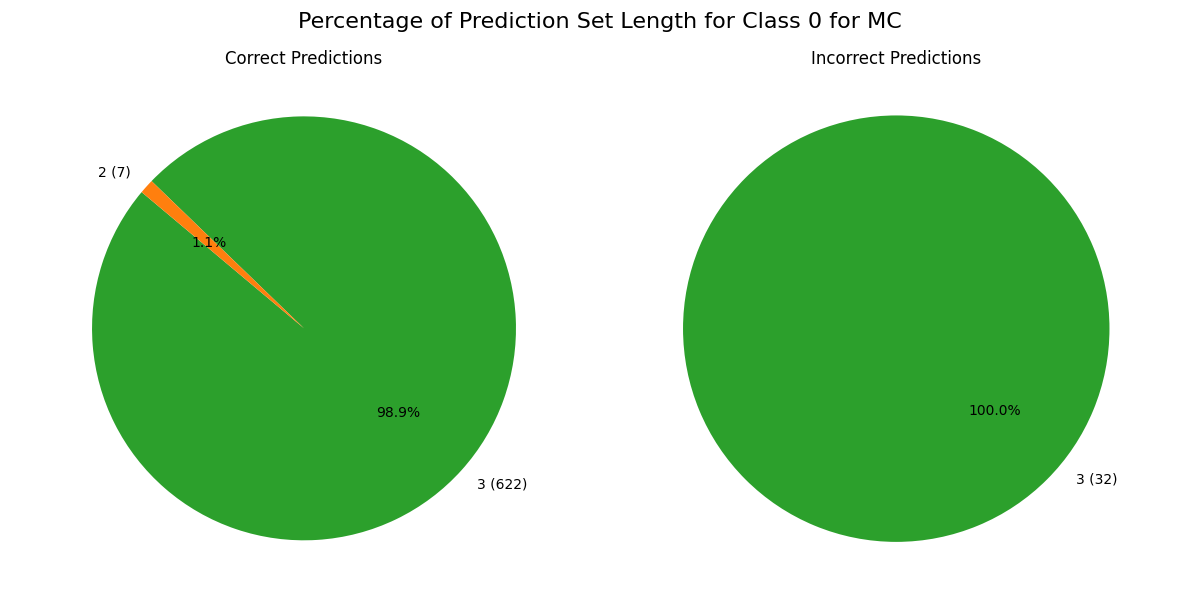 Percentage of Prediction Set Length for Class 0 for MC
Correct Predictions
2 (7)
1.1%
98.9%
3 (622)
Incorrect Predictions
100.0%
3 (32)